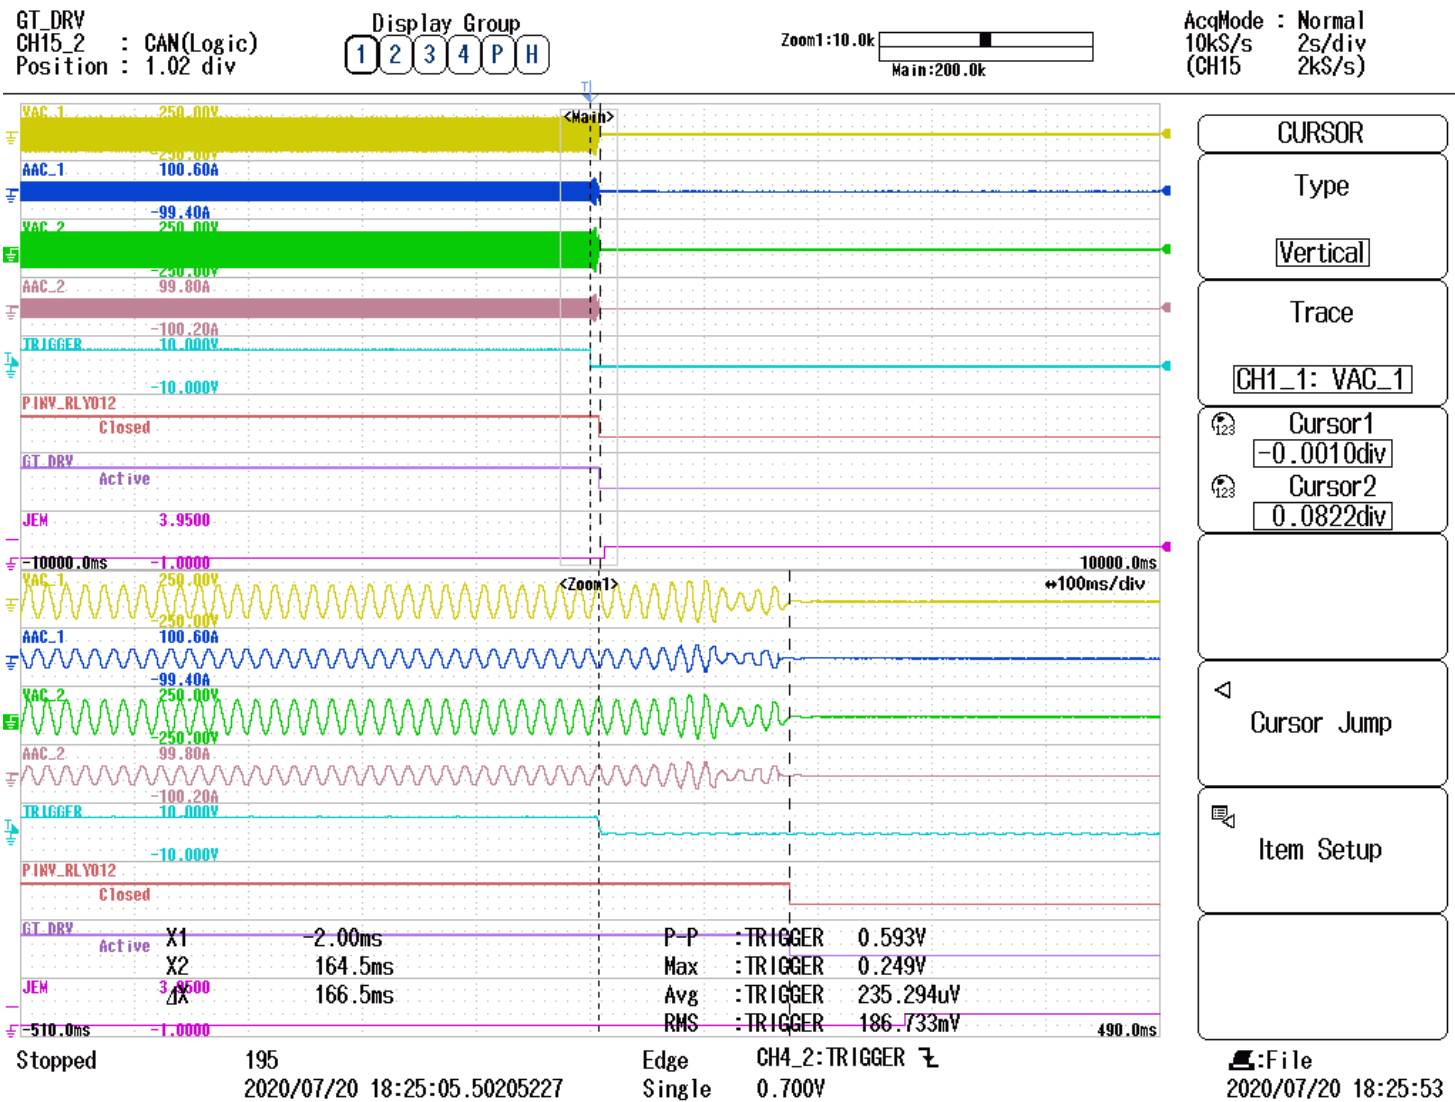 GT_DRV
CH15_2 : CAN(Logic)
Position : 1.02 div
Display Group
1 2 3 4 P H
Zoom1:10.0k
Main:200.0k
AcqMode : Normal
10kS/s 2s/div
(CH15 2kS/s)
T
<Main>
VAC_1 250.00V
-250.00V
AAC_1 100.60A
-99.40A
VAC_2 250.00V
-250.00V
AAC_2 99.80A
-100.20A
TRIGGER 10.000V
-10.000V
PINV_RLY012
Closed
GT_DRV
Active
JEM 3.9500
-10000.0ms -1.0000 10000.0ms
<Zoom1> ↔100ms/div
VAC_1 250.00V
-250.00V
AAC_1 100.60A
-99.40A
VAC_2 250.00V
-250.00V
AAC_2 99.80A
-100.20A
TRIGGER 10.000V
-10.000V
PINV_RLY012
Closed
GT_DRV
Active
X1 -2.00ms P-P :TRIGGER 0.593V
X2 164.5ms Max :TRIGGER 0.249V
JEM 3.9500
⊿X 166.5ms Avg :TRIGGER 235.294uV
RMS :TRIGGER 186.733mV
-510.0ms -1.0000 490.0ms
Stopped 195 Edge CH4_2:TRIGGER
2020/07/20 18:25:05.50205227 Single 0.700V
CURSOR
Type
Vertical
Trace
CH1_1: VAC_1
Cursor1
-0.0010div
Cursor2
0.0822div
Cursor Jump
Item Setup
:File
2020/07/20 18:25:53